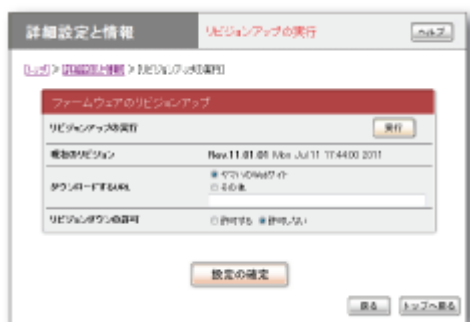 詳細設定と情報
リビジョンアップの実行
ヘルプ
[トップ] > [詳細設定と情報] > [リビジョンアップの実行]
ファームウェアのリビジョンアップ
リビジョンアップの実行
実行
現在のリビジョン
Rev.11.01.01 Mon Jul 11 17:44:00 2011
ダウンロードするURL
ヤマハのWebサイト
その他
リビジョンダウンの許可
許可する 許可しない
設定の確定
戻る
トップへ戻る